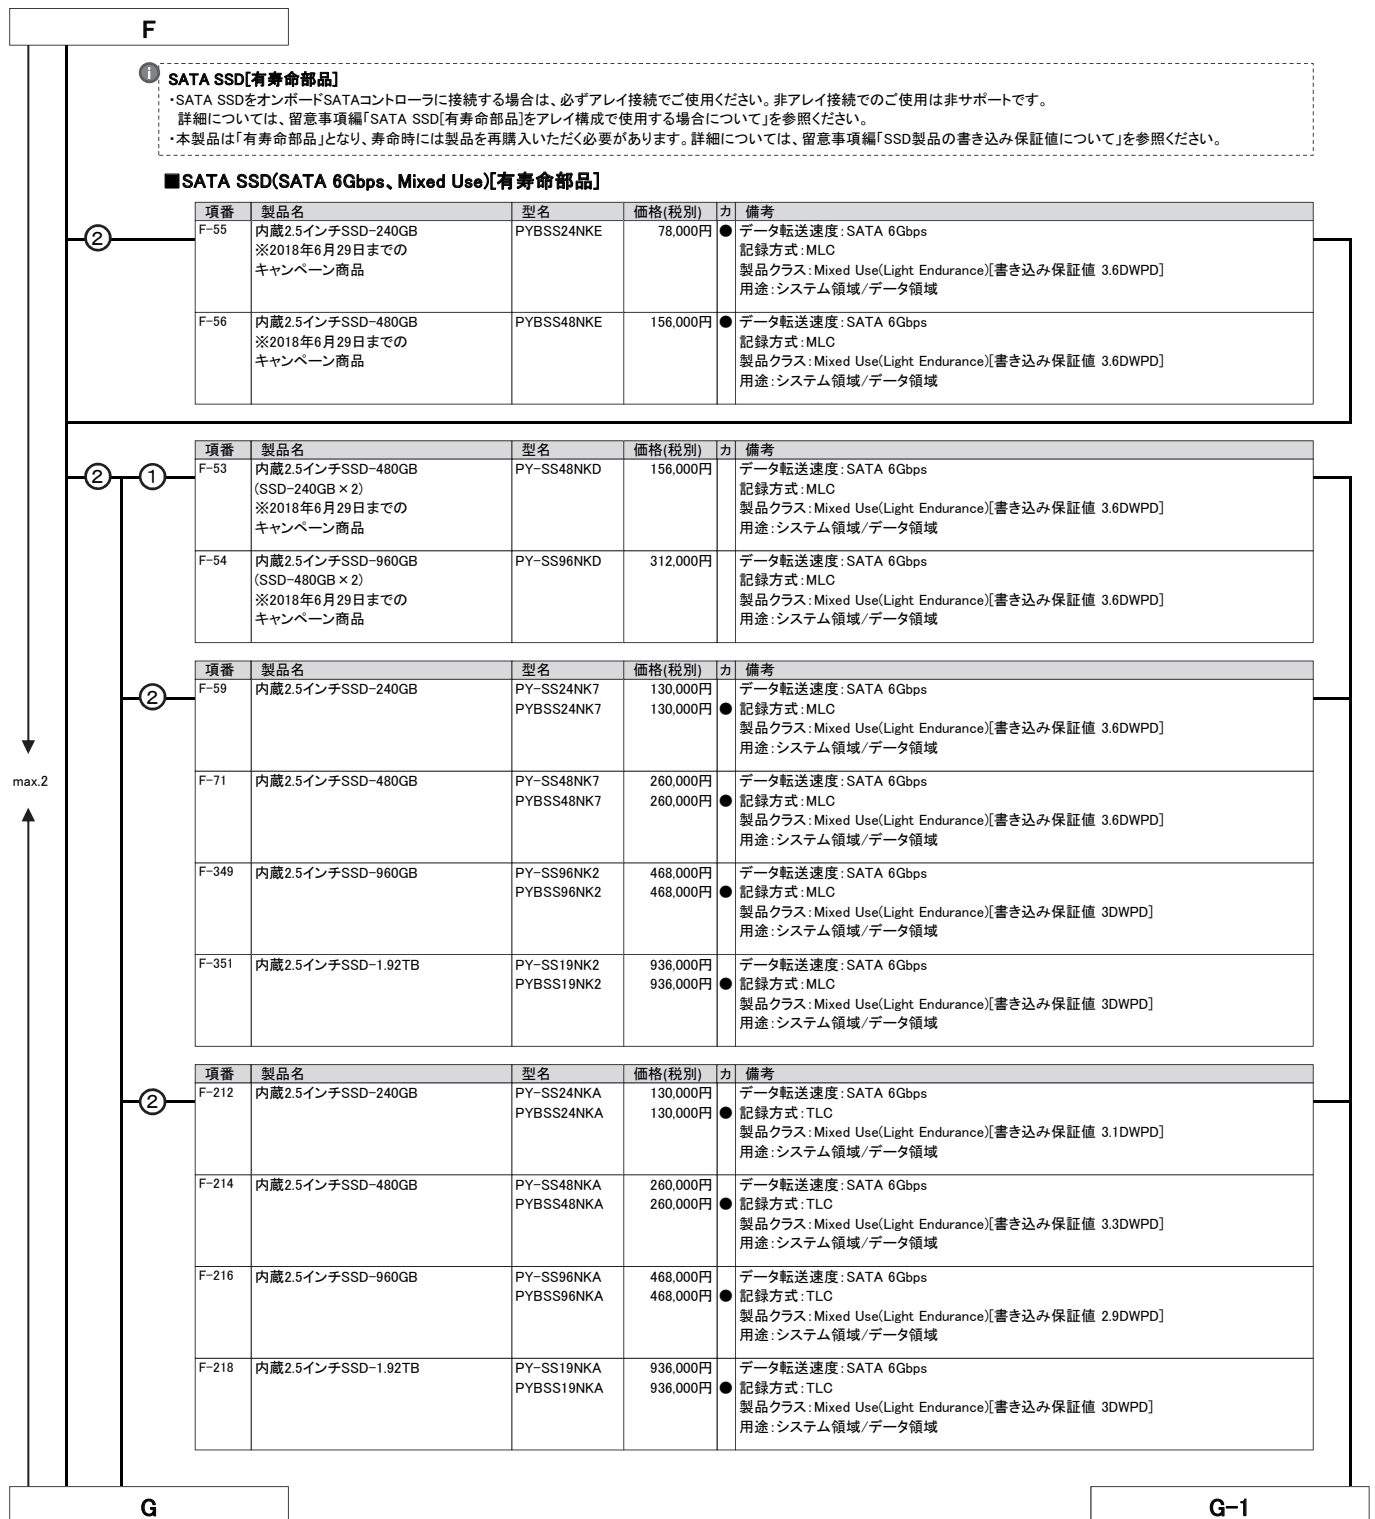 F
i
SATA SSD[有寿命部品]
・SATA SSDをオンボードSATAコントローラに接続する場合は、必ずアレイ接続でご使用ください。非アレイ接続でのご使用は非サポートです。
詳細については、留意事項編「SATA SSD[有寿命部品]をアレイ構成で使用する場合について」を参照ください。
・本製品は「有寿命部品」となり、寿命時には製品を再購入いただく必要があります。詳細については、留意事項編「SSD製品の書き込み保証値について」を参照ください。
■SATA SSD(SATA 6Gbps、Mixed Use)[有寿命部品]
項番 製品名 型名 価格(税別) カ 備考
② F-55 内蔵2.5インチSSD-240GB PYBSS24NKE 78,000円 ● データ転送速度:SATA 6Gbps
※2018年6月29日までの 記録方式:MLC
キャンペーン商品 製品クラス:Mixed Use(Light Endurance)[書き込み保証値 3.6DWPD]
用途:システム領域/データ領域
F-56 内蔵2.5インチSSD-480GB PYBSS48NKE 156,000円 ● データ転送速度:SATA 6Gbps
※2018年6月29日までの 記録方式:MLC
キャンペーン商品 製品クラス:Mixed Use(Light Endurance)[書き込み保証値 3.6DWPD]
用途:システム領域/データ領域
項番 製品名 型名 価格(税別) カ 備考
② ① F-53 内蔵2.5インチSSD-480GB PY-SS48NKD 156,000円 データ転送速度:SATA 6Gbps
(SSD-240GB×2) 記録方式:MLC
※2018年6月29日までの 製品クラス:Mixed Use(Light Endurance)[書き込み保証値 3.6DWPD]
キャンペーン商品 用途:システム領域/データ領域
F-54 内蔵2.5インチSSD-960GB PY-SS96NKD 312,000円 データ転送速度:SATA 6Gbps
(SSD-480GB×2) 記録方式:MLC
※2018年6月29日までの 製品クラス:Mixed Use(Light Endurance)[書き込み保証値 3.6DWPD]
キャンペーン商品 用途:システム領域/データ領域
項番 製品名 型名 価格(税別) カ 備考
② F-59 内蔵2.5インチSSD-240GB PY-SS24NK7 130,000円 データ転送速度:SATA 6Gbps
PYBSS24NK7 130,000円 ● 記録方式:MLC
製品クラス:Mixed Use(Light Endurance)[書き込み保証値 3.6DWPD]
用途:システム領域/データ領域
max.2
F-71 内蔵2.5インチSSD-480GB PY-SS48NK7 260,000円 データ転送速度:SATA 6Gbps
PYBSS48NK7 260,000円 ● 記録方式:MLC
製品クラス:Mixed Use(Light Endurance)[書き込み保証値 3.6DWPD]
用途:システム領域/データ領域
F-349 内蔵2.5インチSSD-960GB PY-SS96NK2 468,000円 データ転送速度:SATA 6Gbps
PYBSS96NK2 468,000円 ● 記録方式:MLC
製品クラス:Mixed Use(Light Endurance)[書き込み保証値 3DWPD]
用途:システム領域/データ領域
F-351 内蔵2.5インチSSD-1.92TB PY-SS19NK2 936,000円 データ転送速度:SATA 6Gbps
PYBSS19NK2 936,000円 ● 記録方式:MLC
製品クラス:Mixed Use(Light Endurance)[書き込み保証値 3DWPD]
用途:システム領域/データ領域
項番 製品名 型名 価格(税別) カ 備考
② F-212 内蔵2.5インチSSD-240GB PY-SS24NKA 130,000円 データ転送速度:SATA 6Gbps
PYBSS24NKA 130,000円 ● 記録方式:TLC
製品クラス:Mixed Use(Light Endurance)[書き込み保証値 3.1DWPD]
用途:システム領域/データ領域
F-214 内蔵2.5インチSSD-480GB PY-SS48NKA 260,000円 データ転送速度:SATA 6Gbps
PYBSS48NKA 260,000円 ● 記録方式:TLC
製品クラス:Mixed Use(Light Endurance)[書き込み保証値 3.3DWPD]
用途:システム領域/データ領域
F-216 内蔵2.5インチSSD-960GB PY-SS96NKA 468,000円 データ転送速度:SATA 6Gbps
PYBSS96NKA 468,000円 ● 記録方式:TLC
製品クラス:Mixed Use(Light Endurance)[書き込み保証値 2.9DWPD]
用途:システム領域/データ領域
F-218 内蔵2.5インチSSD-1.92TB PY-SS19NKA 936,000円 データ転送速度:SATA 6Gbps
PYBSS19NKA 936,000円 ● 記録方式:TLC
製品クラス:Mixed Use(Light Endurance)[書き込み保証値 3DWPD]
用途:システム領域/データ領域
G G-1